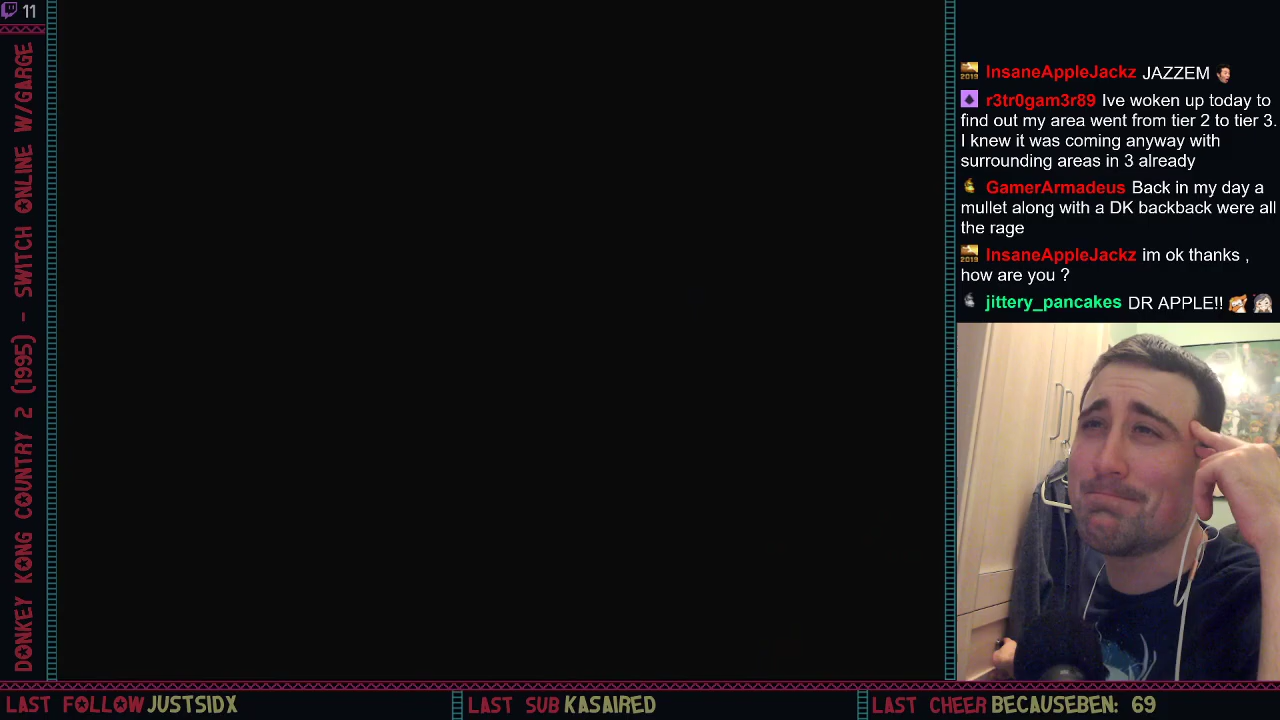 11
DONKEY KONG COUNTRY 2 (1995) - SWITCH ONLINE W/GARGE
InsaneAppleJackz JAZZEM
r3tr0gam3r89 Ive woken up today to
find out my area went from tier 2 to tier 3.
I knew it was coming anyway with
surrounding areas in 3 already
GamerArmadeus Back in my day a
mullet along with a DK backback were all
the rage
InsaneAppleJackz im ok thanks ,
how are you ?
jittery_pancakes DR APPLE!!
LAST FOLLOW JUSTSIDX
LAST SUB KASAIRED
LAST CHEER BECAUSEBEN: 69